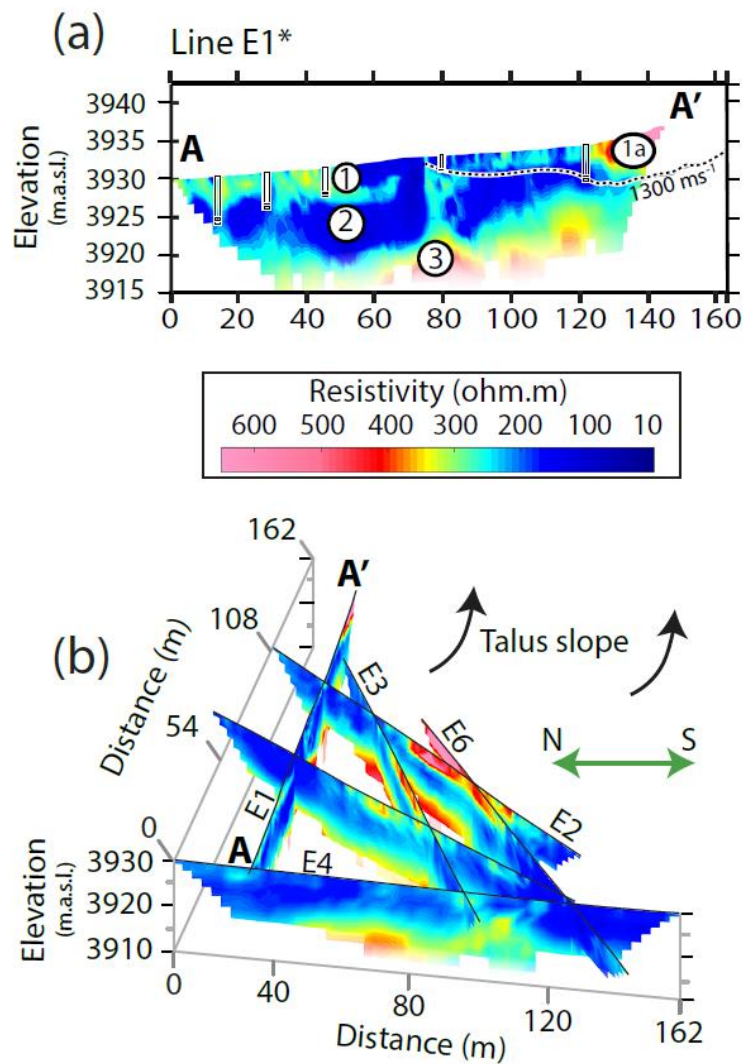 (a)
Line E1*
A
A'
3940
3935
3930
3925
3920
3915
Elevation
(m.a.s.l.)
1
2
3
1a
1300 ms⁻¹
0 20 40 60 80 100 120 140 160
Resistivity (ohm.m)
600 500 400 300 200 100 10
(b)
162
108
54
0
Distance (m)
A'
A
E1
E3
E6
E2
E4
Talus slope
N S
3930
3920
3910
Elevation
(m.a.s.l.)
0 40 80 120 162
Distance (m)